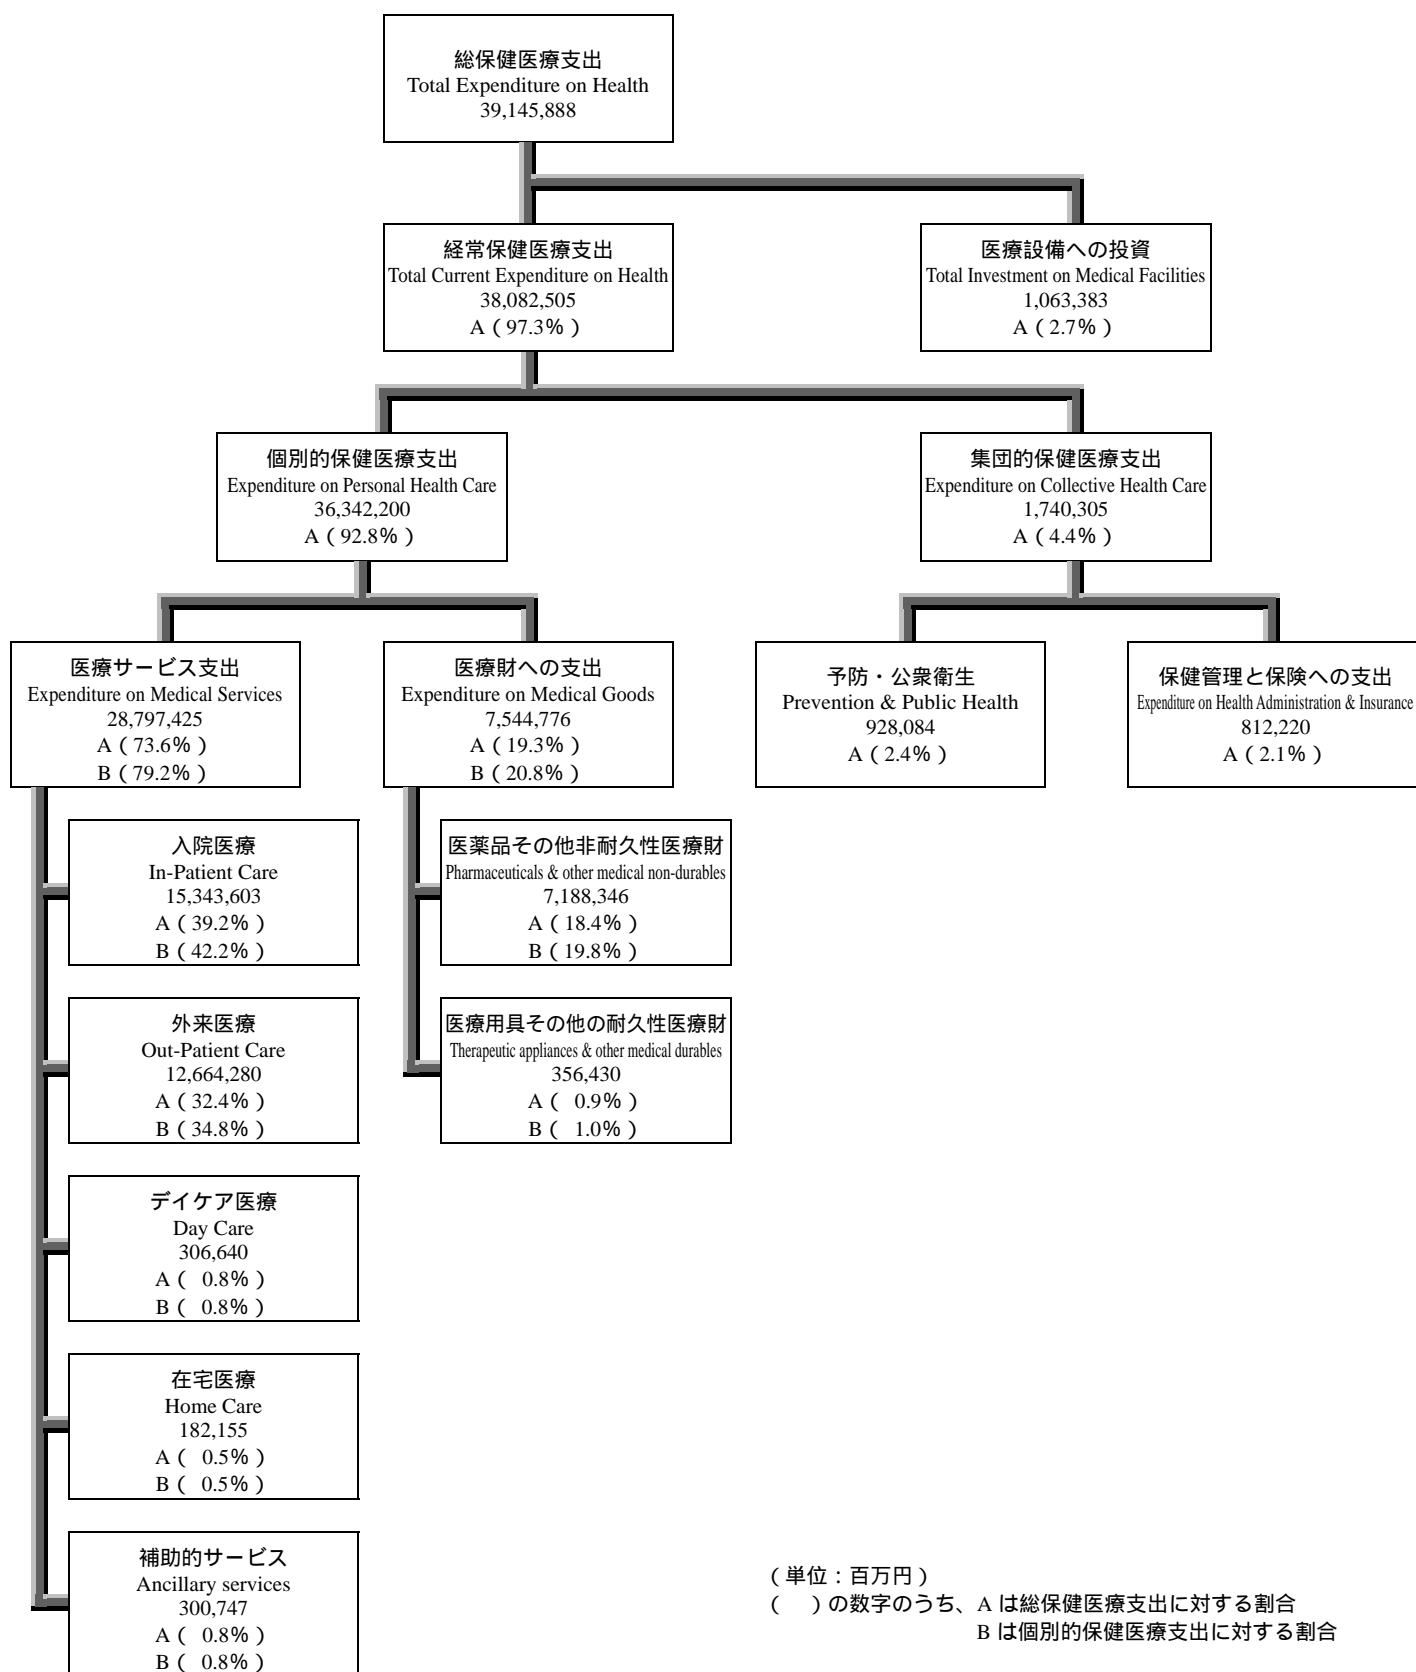 総保健医療支出
Total Expenditure on Health
39,145,888
経常保健医療支出
Total Current Expenditure on Health
38,082,505
A（97.3%）
医療設備への投資
Total Investment on Medical Facilities
1,063,383
A（2.7%）
個別的保健医療支出
Expenditure on Personal Health Care
36,342,200
A（92.8%）
集団的保健医療支出
Expenditure on Collective Health Care
1,740,305
A（4.4%）
医療サービス支出
Expenditure on Medical Services
28,797,425
A（73.6%）
B（79.2%）
医療財への支出
Expenditure on Medical Goods
7,544,776
A（19.3%）
B（20.8%）
予防・公衆衛生
Prevention & Public Health
928,084
A（2.4%）
保健管理と保険への支出
Expenditure on Health Administration & Insurance
812,220
A（2.1%）
入院医療
In-Patient Care
15,343,603
A（39.2%）
B（42.2%）
医薬品その他非耐久性医療財
Pharmaceuticals & other medical non-durables
7,188,346
A（18.4%）
B（19.8%）
外来医療
Out-Patient Care
12,664,280
A（32.4%）
B（34.8%）
医療用具その他の耐久性医療財
Therapeutic appliances & other medical durables
356,430
A（ 0.9%）
B（ 1.0%）
デイケア医療
Day Care
306,640
A（ 0.8%）
B（ 0.8%）
在宅医療
Home Care
182,155
A（ 0.5%）
B（ 0.5%）
補助的サービス
Ancillary services
300,747
A（ 0.8%）
B（ 0.8%）
（単位：百万円）
（　）の数字のうち、A は総保健医療支出に対する割合
B は個別的保健医療支出に対する割合